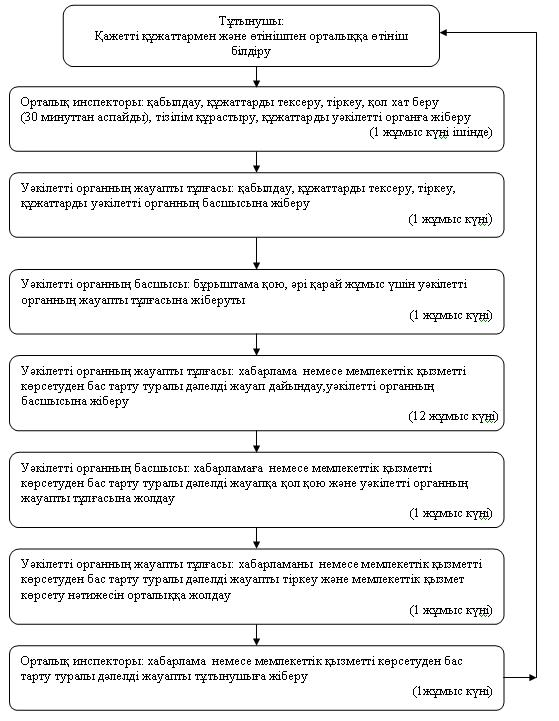 Тұтынушы:
Қажетті құжаттармен және өтінішпен орталыққа өтініш
білдіру
Орталық инспекторы: қабылдау, құжаттарды тексеру, тіркеу, қол хат беру
(30 минуттан аспайды), тізілім құрастыру, құжаттарды уәкілетті органға жіберу
(1 жұмыс күні ішінде)
Уәкілетті органның жауапты тұлғасы: қабылдау, құжаттарды тексеру, тіркеу,
құжаттарды уәкілетті органның басшысына жіберу
(1 жұмыс күні)
Уәкілетті органның басшысы: бұрыштама қою, әрі қарай жұмыс үшін уәкілетті
органның жауапты тұлғасына жіберуты
(1 жұмыс күні)
Уәкілетті органның жауапты тұлғасы: хабарлама немесе мемлекеттік қызметті
көрсетуден бас тарту туралы дәлелді жауап дайындау,уәкілетті органның
басшысына жіберу
(12 жұмыс күні)
Уәкілетті органның басшысы: хабарламаға немесе мемлекеттік қызметті
көрсетуден бас тарту туралы дәлелді жауапқа қол қою және уәкілетті органның
жауапты тұлғасына жолдау
(1 жұмыс күні)
Уәкілетті органның жауапты тұлғасы: хабарламаны немесе мемлекеттік қызметті
көрсетуден бас тарту туралы дәлелді жауапты тіркеу және мемлекеттік қызмет
көрсету нәтижесін орталыққа жолдау
(1 жұмыс күні)
Орталық инспекторы: хабарлама немесе мемлекеттік қызметті көрсетуден бас
тарту туралы дәлелді жауапты тұтынушыға жіберу
(1жұмыс күні)